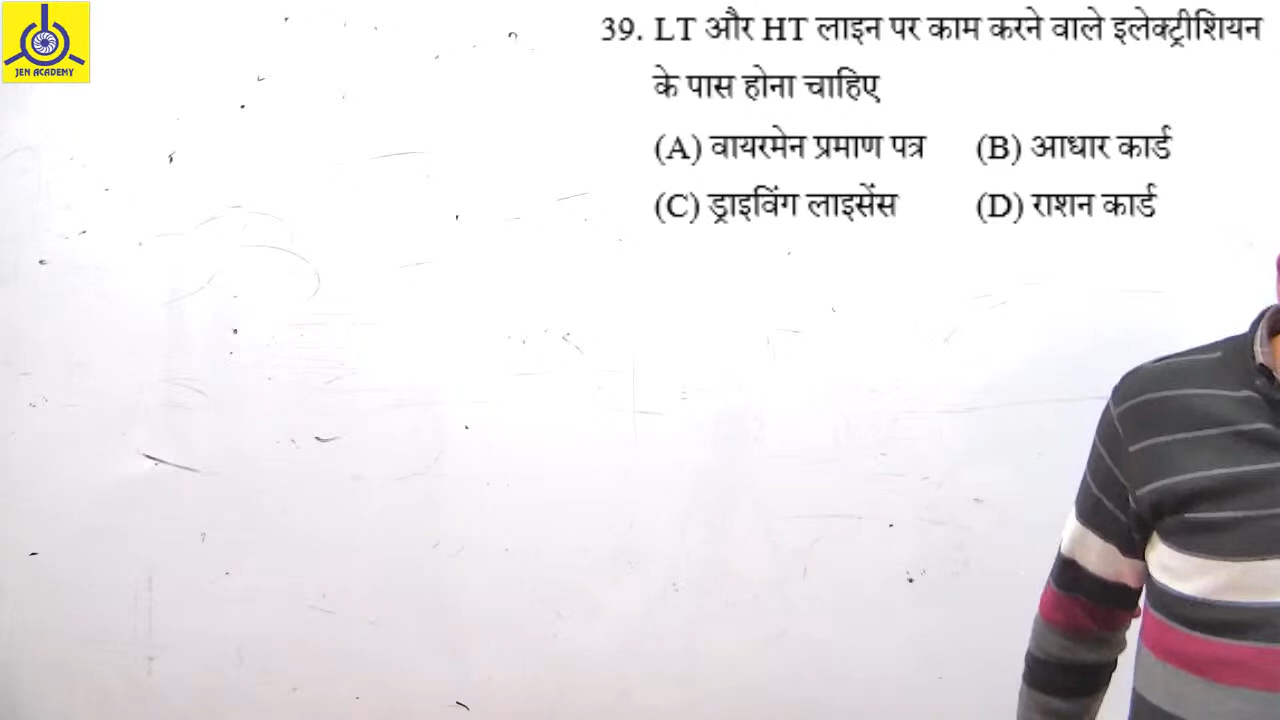 JEN ACADEMY
39. LT और HT लाइन पर काम करने वाले इलेक्ट्रीशियन
के पास होना चाहिए
(A) वायरमेन प्रमाण पत्र (B) आधार कार्ड
(C) ड्राइविंग लाइसेंस (D) राशन कार्ड